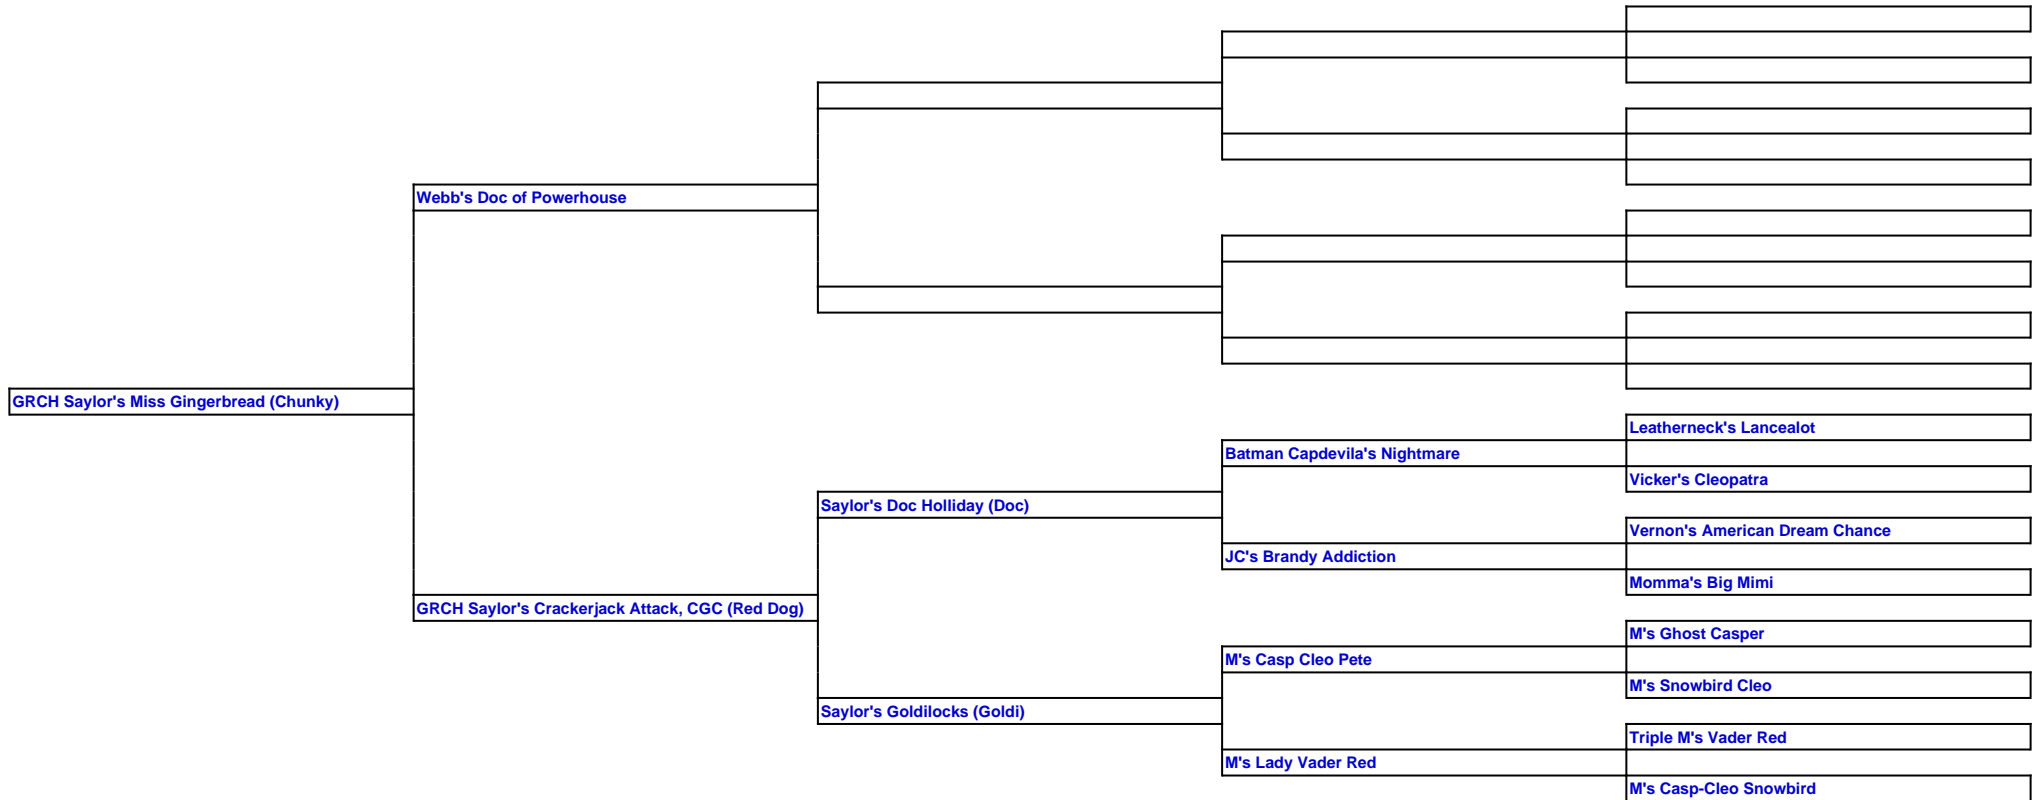 Webb's Doc of Powerhouse
GRCH Saylor's Miss Gingerbread (Chunky)
Leatherneck's Lancealot
Batman Capdevila's Nightmare
Vicker's Cleopatra
Saylor's Doc Holliday (Doc)
Vernon's American Dream Chance
JC's Brandy Addiction
Momma's Big Mimi
GRCH Saylor's Crackerjack Attack, CGC (Red Dog)
M's Ghost Casper
M's Casp Cleo Pete
M's Snowbird Cleo
Saylor's Goldilocks (Goldi)
Triple M's Vader Red
M's Lady Vader Red
M's Casp-Cleo Snowbird